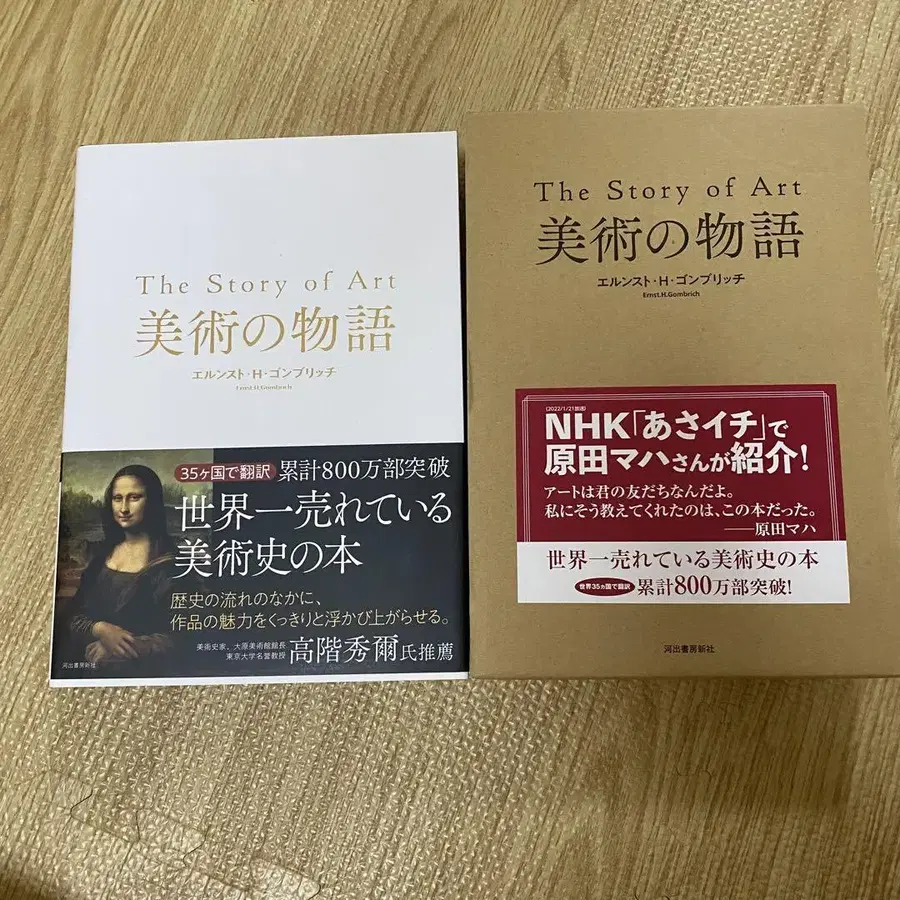 The Story of Art
美術の物語
エルンスト・H・ゴンブリッチ
Ernst.H.Gombrich
35ヶ国で翻訳 累計800万部突破
世界一売れている
美術史の本
歴史の流れのなかに、
作品の魅力をくっきりと浮かび上がらせる。
美術史家、大原美術館館長
東京大学名誉教授
高階秀爾氏推薦
河出書房新社
The Story of Art
美術の物語
エルンスト・H・ゴンブリッチ
Ernst.H.Gombrich
(2022/1/21放送)
NHK「あさイチ」で
原田マハさんが紹介!
アートは君の友だちなんだよ。
私にそう教えてくれたのは、この本だった。
——原田マハ
世界一売れている美術史の本
世界35ヵ国で翻訳 累計800万部突破!
河出書房新社